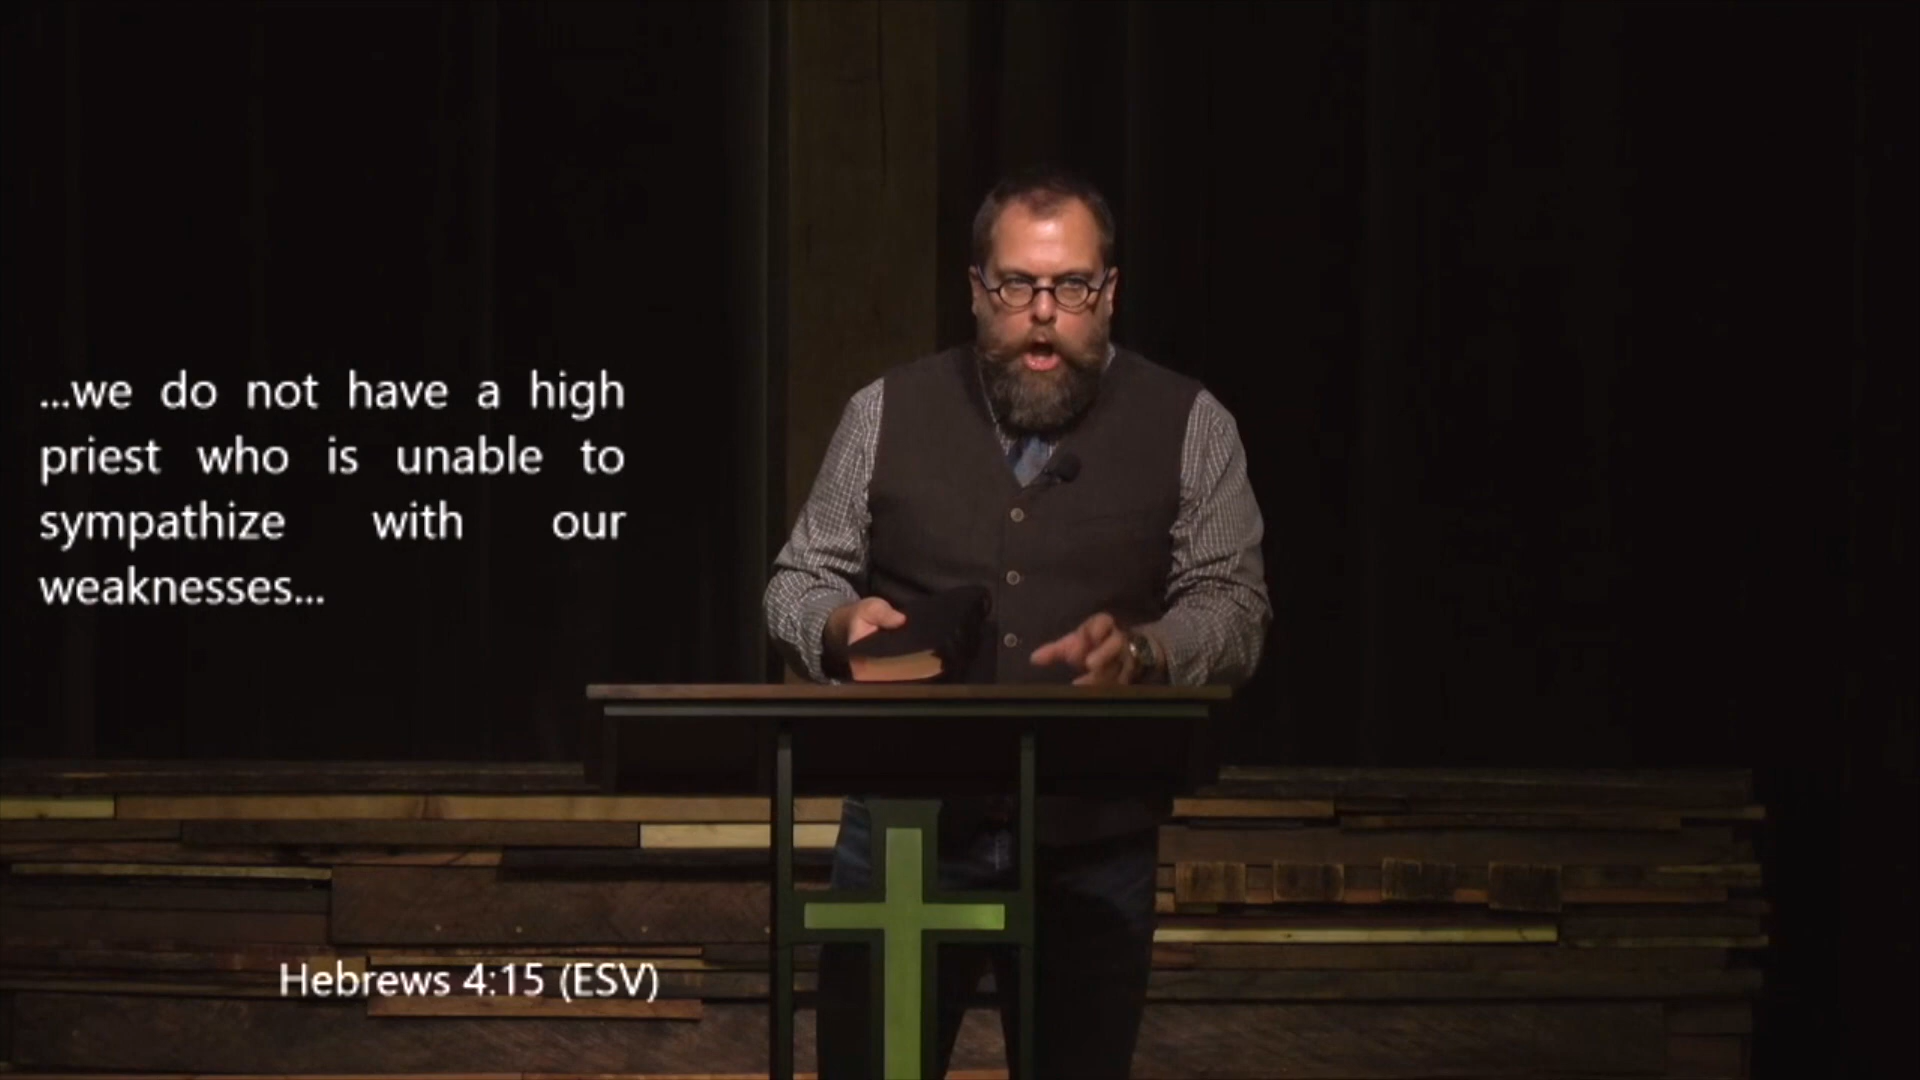 ...we do not have a high
priest who is unable to
sympathize with our
weaknesses...
Hebrews 4:15 (ESV)